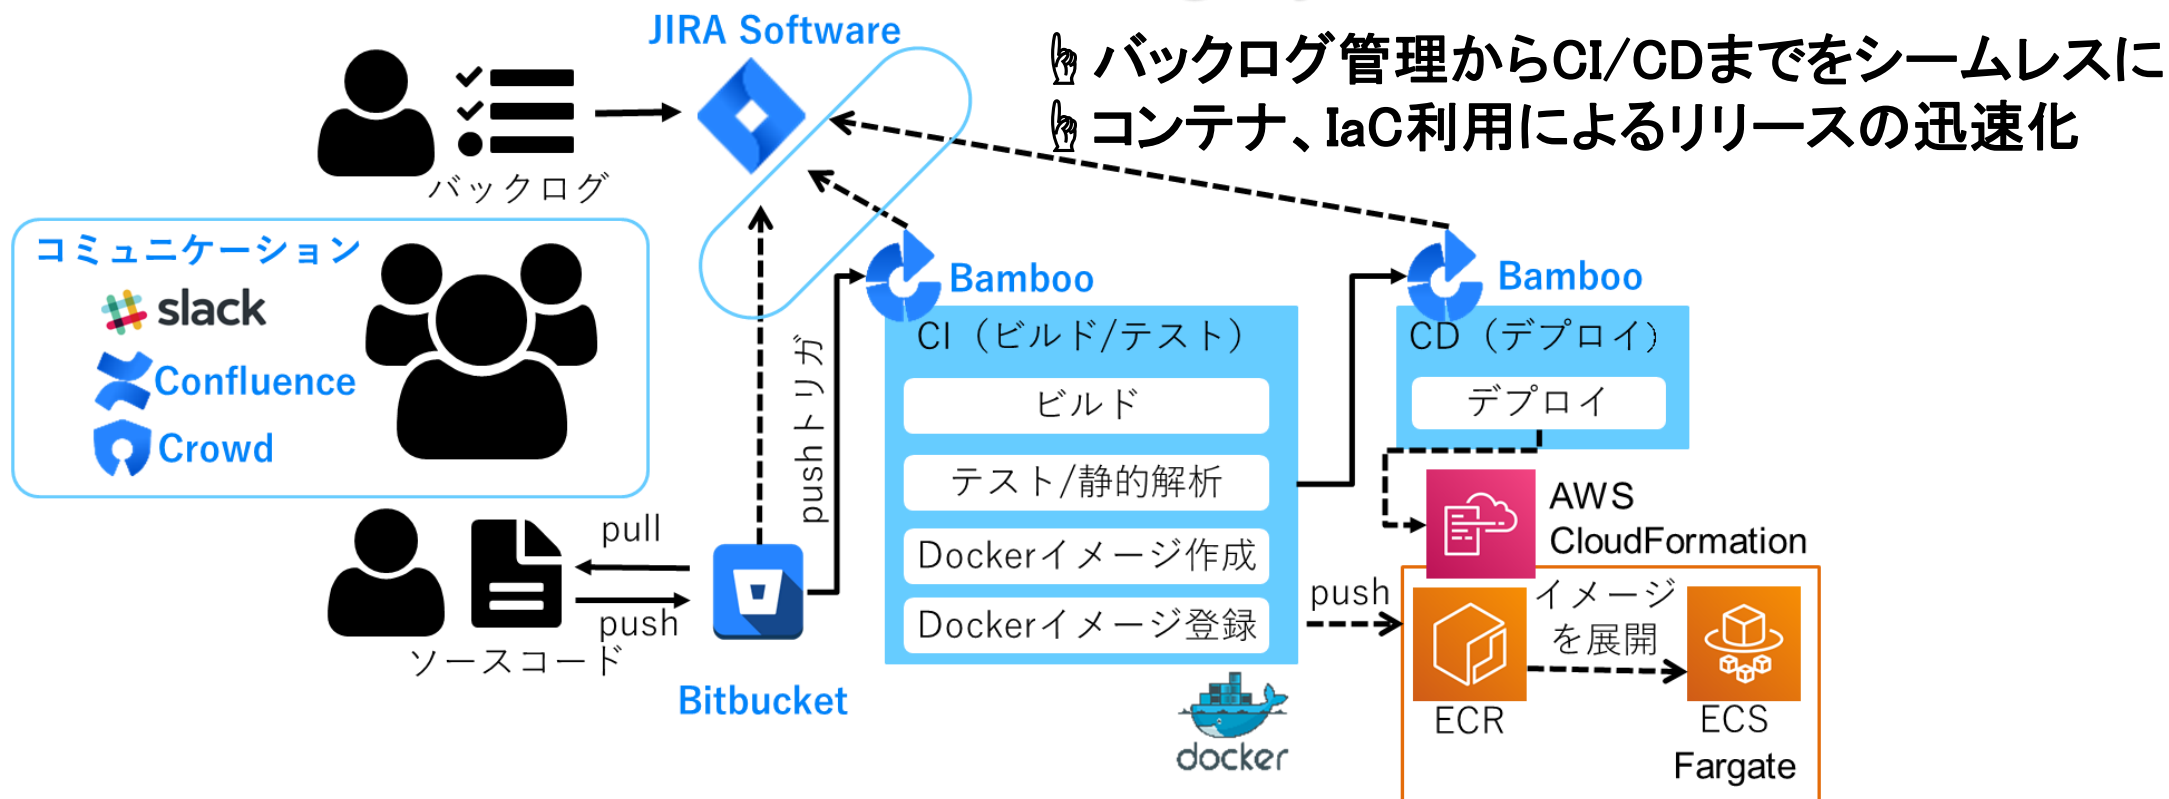 JIRA Software
☝バックログ管理からCI/CDまでをシームレスに
☝コンテナ、IaC利用によるリリースの迅速化
バックログ
コミュニケーション
slack
Confluence
Crowd
pull
push
ソースコード
Bitbucket
pushトリガ
Bamboo
CI（ビルド/テスト）
ビルド
テスト/静的解析
Dockerイメージ作成
Dockerイメージ登録
docker
Bamboo
CD（デプロイ）
デプロイ
AWS
CloudFormation
push
イメージ
を展開
ECR
ECS
Fargate